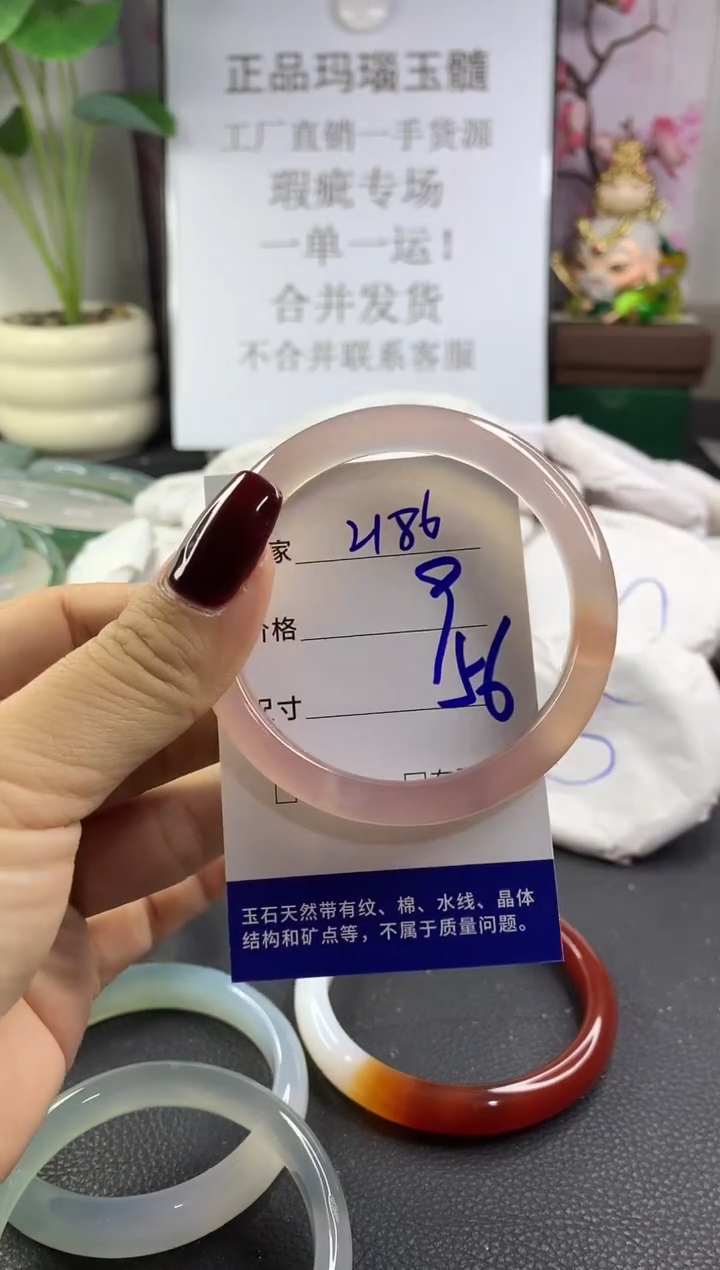 正品玛瑙玉髓
工厂直销一手货源
瑕疵专场
一单一运!
合并发货
不合并联系客服
家 2186
价格 9
尺寸 56
玉石天然带有纹、棉、水线、晶体
结构和矿点等，不属于质量问题。